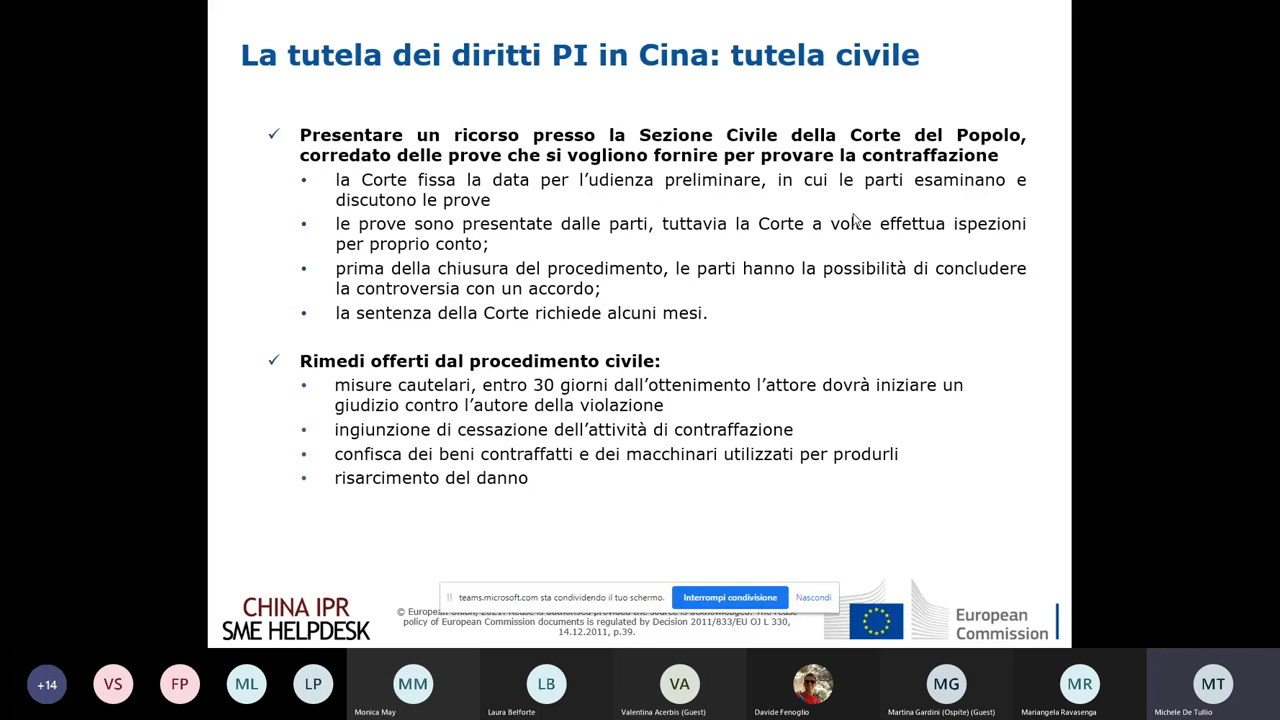 La tutela dei diritti PI in Cina: tutela civile
Presentare un ricorso presso la Sezione Civile della Corte del Popolo,
corredato delle prove che si vogliono fornire per provare la contraffazione
la Corte fissa la data per l’udienza preliminare, in cui le parti esaminano e
discutono le prove
le prove sono presentate dalle parti, tuttavia la Corte a volte effettua ispezioni
per proprio conto;
prima della chiusura del procedimento, le parti hanno la possibilità di concludere
la controversia con un accordo;
la sentenza della Corte richiede alcuni mesi.
Rimedi offerti dal procedimento civile:
misure cautelari, entro 30 giorni dall’ottenimento l’attore dovrà iniziare un
giudizio contro l’autore della violazione
ingiunzione di cessazione dell’attività di contraffazione
confisca dei beni contraffatti e dei macchinari utilizzati per produrli
risarcimento del danno
teams.microsoft.com sta condividendo il tuo schermo.
Interrompi condivisione
Nascondi
CHINA IPR
SME HELPDESK
© European Union, 2021. Reuse is authorised provided the source is acknowledged. The reuse
policy of European Commission documents is regulated by Decision 2011/833/EU OJ L 330,
14.12.2011, p.39.
European
Commission
+14
VS
FP
ML
LP
MM
LB
VA
MG
MR
MT
Monica May
Laura Belforte
Valentina Acerbis (Guest)
Davide Fenoglio
Martina Gardini (Ospite) (Guest)
Mariangela Ravasenga
Michele De Tullio